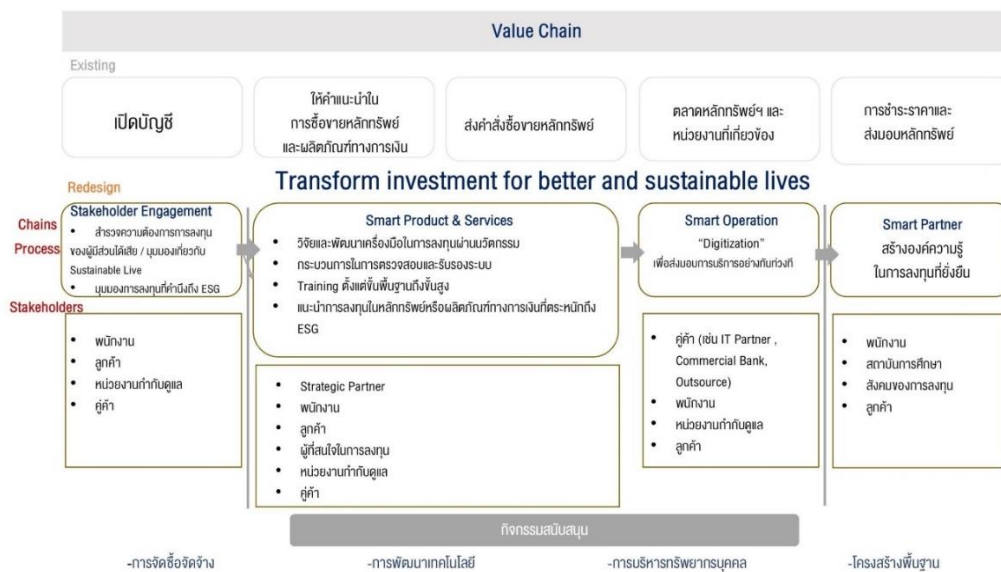 Value Chain
Existing
เปิดบัญชี
ให้คำแนะนำใน
การซื้อขายหลักทรัพย์
และผลิตภัณฑ์ทางการเงิน
ส่งคำสั่งซื้อขายหลักทรัพย์
ตลาดหลักทรัพย์ฯ และ
หน่วยงานที่เกี่ยวข้อง
การชำระราคาและ
ส่งมอบหลักทรัพย์
Redesign
Transform investment for better and sustainable lives
Chains
Process
Stakeholder Engagement
• สำรวจความต้องการการลงทุน
ของผู้มีส่วนได้เสีย / มุมมองเกี่ยวกับ
Sustainable Live
• มุมมองการลงทุนที่คำนึงถึง ESG
Smart Product & Services
• วิจัยและพัฒนาเครื่องมือในการลงทุนผ่านนวัตกรรม
• กระบวนการในการตรวจสอบและรับรองระบบ
• Training ตั้งแต่ขั้นพื้นฐานถึงขั้นสูง
• แนะนำการลงทุนในหลักทรัพย์หรือผลิตภัณฑ์ทางการเงินที่ตระหนักถึง
ESG
Smart Operation
“Digitization”
เพื่อส่งมอบการบริการอย่างทันท่วงที
Smart Partner
สร้างองค์ความรู้
ในการลงทุนที่ยั่งยืน
Stakeholders
• พนักงาน
• ลูกค้า
• หน่วยงานกำกับดูแล
• คู่ค้า
• Strategic Partner
• พนักงาน
• ลูกค้า
• ผู้ที่สนใจในการลงทุน
• หน่วยงานกำกับดูแล
• คู่ค้า
• คู่ค้า (เช่น IT Partner ,
Commercial Bank,
Outsource)
• พนักงาน
• หน่วยงานกำกับดูแล
• ลูกค้า
• พนักงาน
• สถาบันการศึกษา
• สังคมของการลงทุน
• ลูกค้า
กิจกรรมสนับสนุน
-การจัดซื้อจัดจ้าง
-การพัฒนาเทคโนโลยี
-การบริหารทรัพยากรบุคคล
-โครงสร้างพื้นฐาน